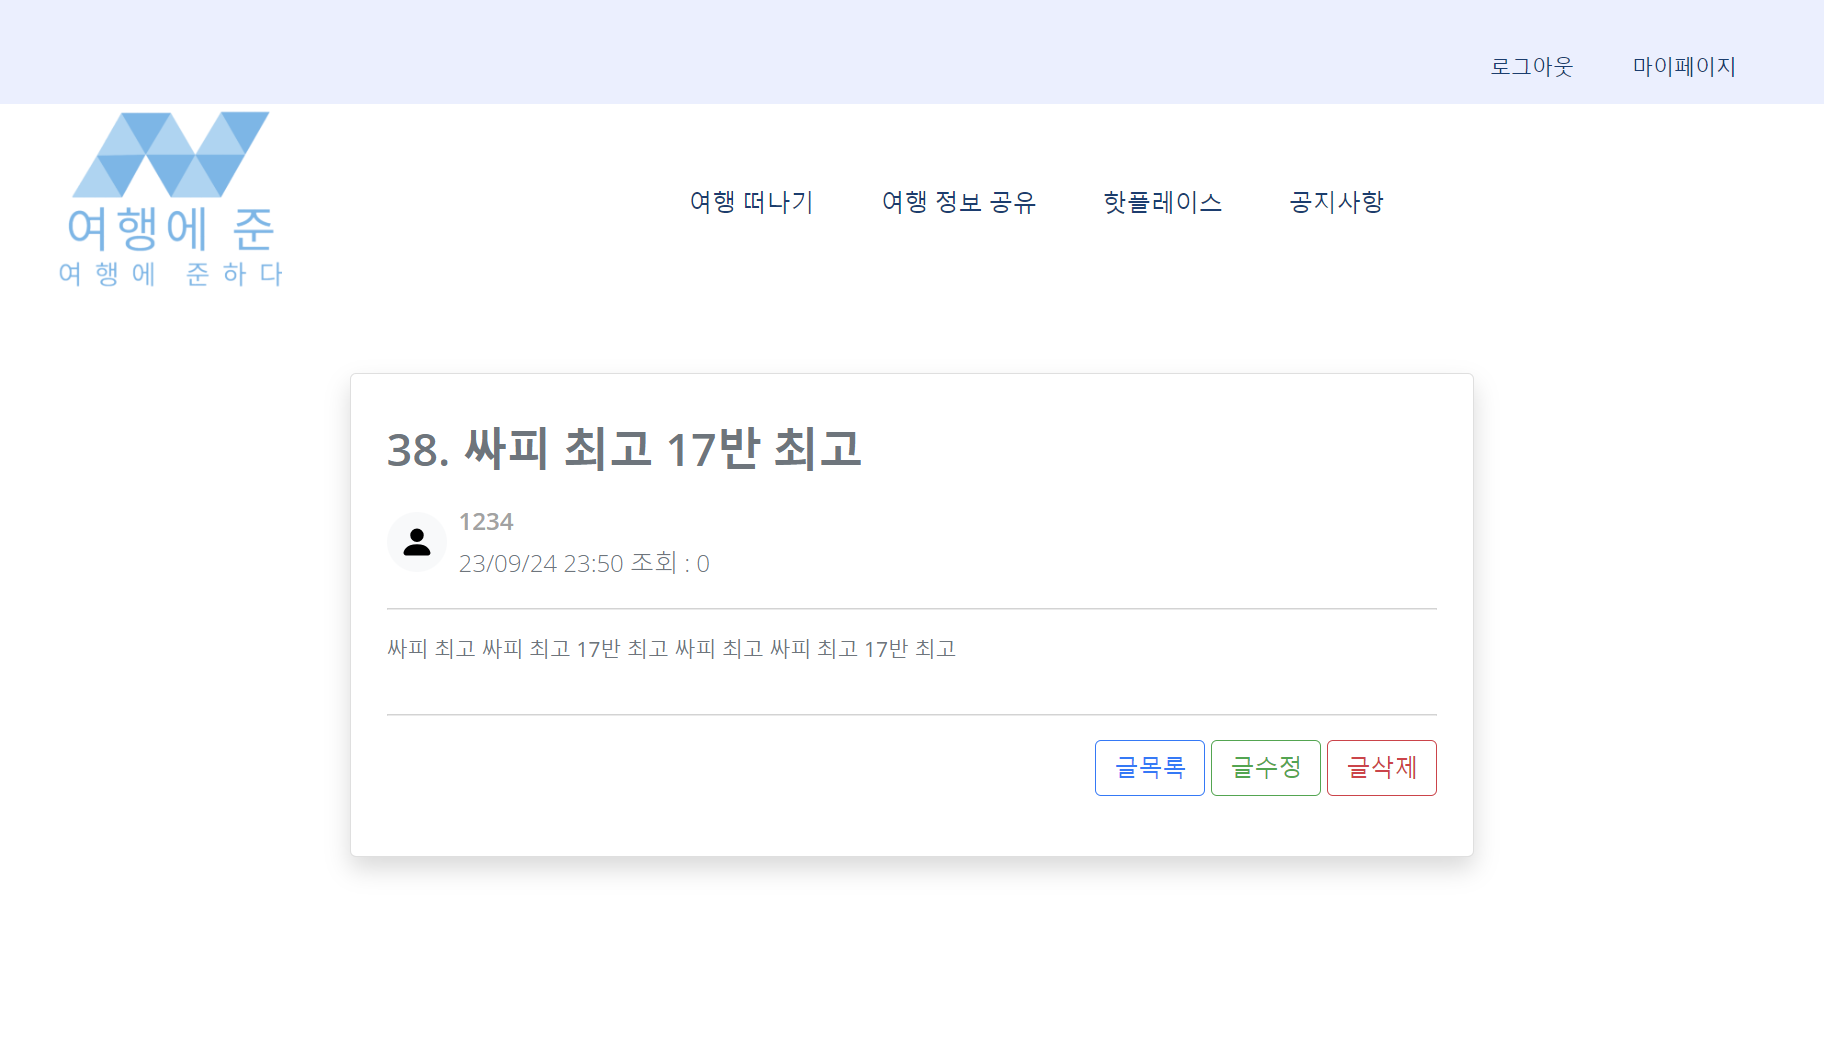 로그아웃 마이페이지
여행에 준
여행에 준하다
여행 떠나기 여행 정보 공유 핫플레이스 공지사항
38. 싸피 최고 17반 최고
1234
23/09/24 23:50 조회 : 0
싸피 최고 싸피 최고 17반 최고 싸피 최고 싸피 최고 17반 최고
글목록 글수정 글삭제